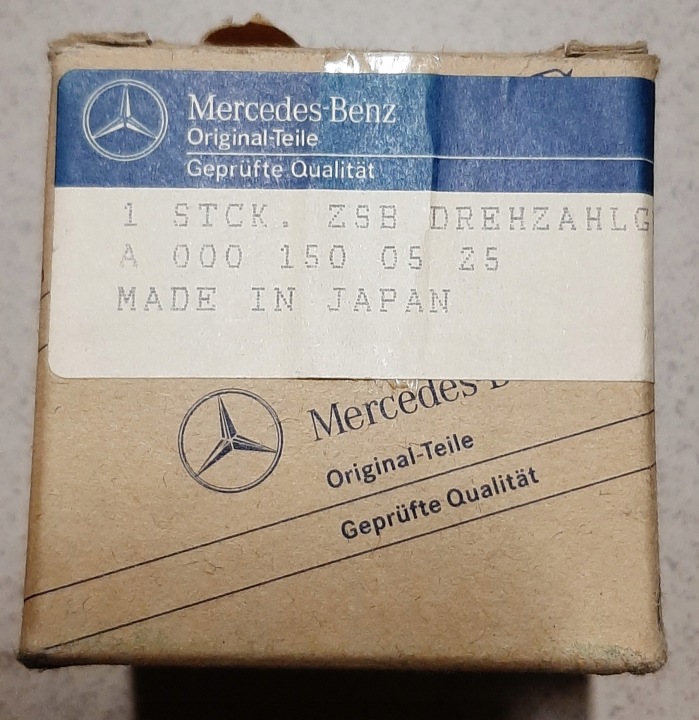 Mercedes-Benz
Original-Teile
Geprüfte Qualität
1 STCK. ZSB DREHZAHLG
A 000 150 05 25
MADE IN JAPAN
Mercedes-B
Original-Teile
Geprüfte Qualität